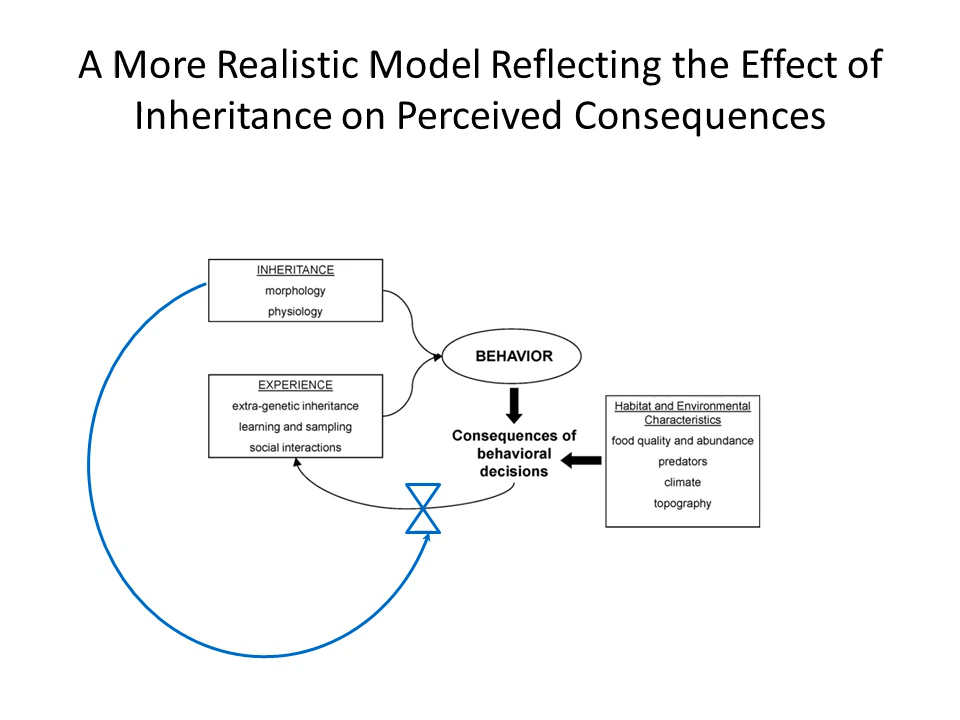 A More Realistic Model Reflecting the Effect of
Inheritance on Perceived Consequences
INHERITANCE
morphology
physiology
BEHAVIOR
EXPERIENCE
extra-genetic inheritance
learning and sampling
social interactions
Consequences of
behavioral
decisions
Habitat and Environmental
Characteristics
food quality and abundance
predators
climate
topography